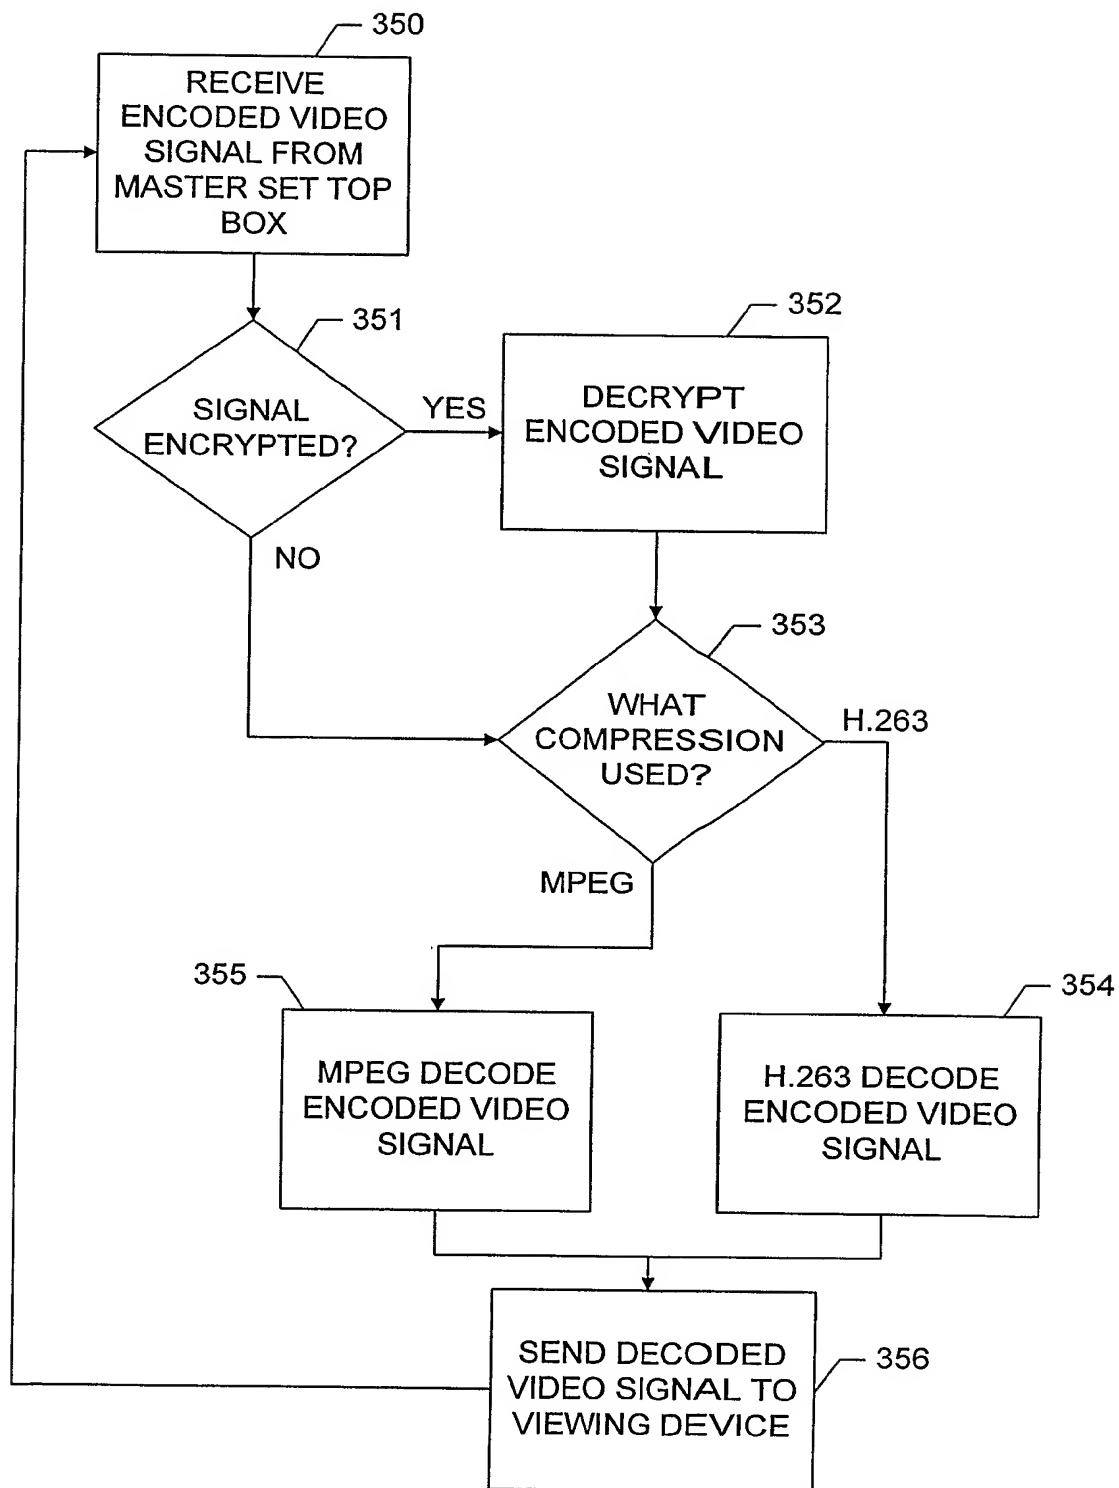 350
RECEIVE
ENCODED VIDEO
SIGNAL FROM
MASTER SET TOP
BOX
351
SIGNAL
ENCRYPTED?
YES
NO
352
DECRYPT
ENCODED VIDEO
SIGNAL
353
WHAT
COMPRESSION
USED?
H.263
MPEG
355
MPEG DECODE
ENCODED VIDEO
SIGNAL
354
H.263 DECODE
ENCODED VIDEO
SIGNAL
SEND DECODED
VIDEO SIGNAL TO
VIEWING DEVICE
356